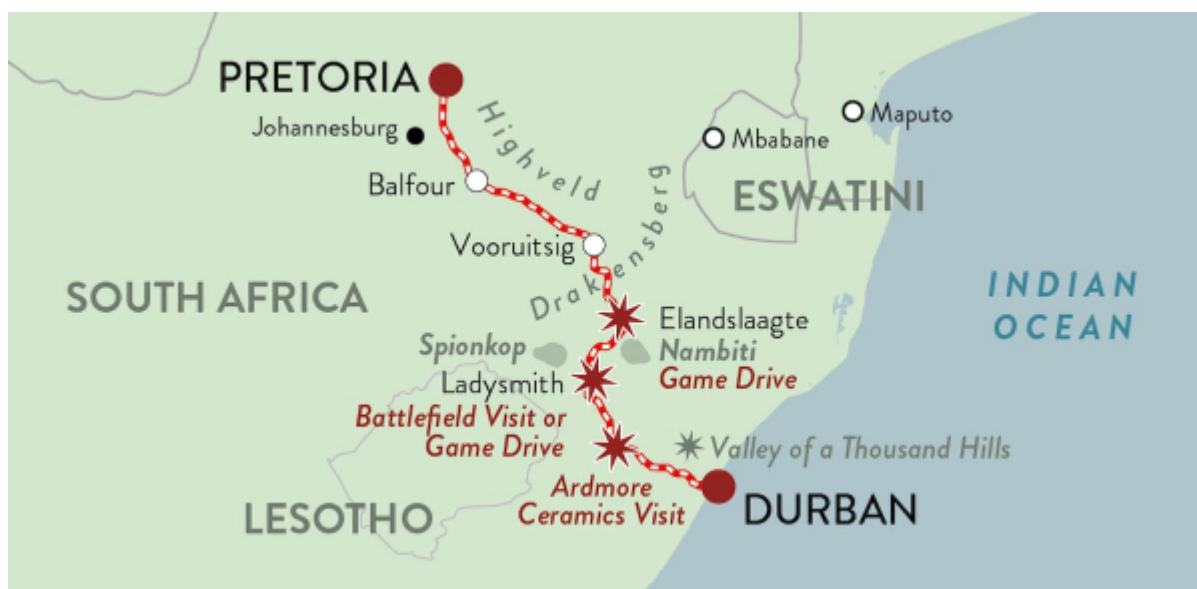 PRETORIA
Johannesburg
Highveld
Maputo
Mbabane
Balfour
ESWATINI
Drakensberg
Vooruitsig
SOUTH AFRICA
INDIAN
OCEAN
Elandslaagte
Spionkop
Nambiti
Game Drive
Ladysmith
Battlefield Visit or
Game Drive
Valley of a Thousand Hills
Ardmore
Ceramics Visit
DURBAN
LESOTHO